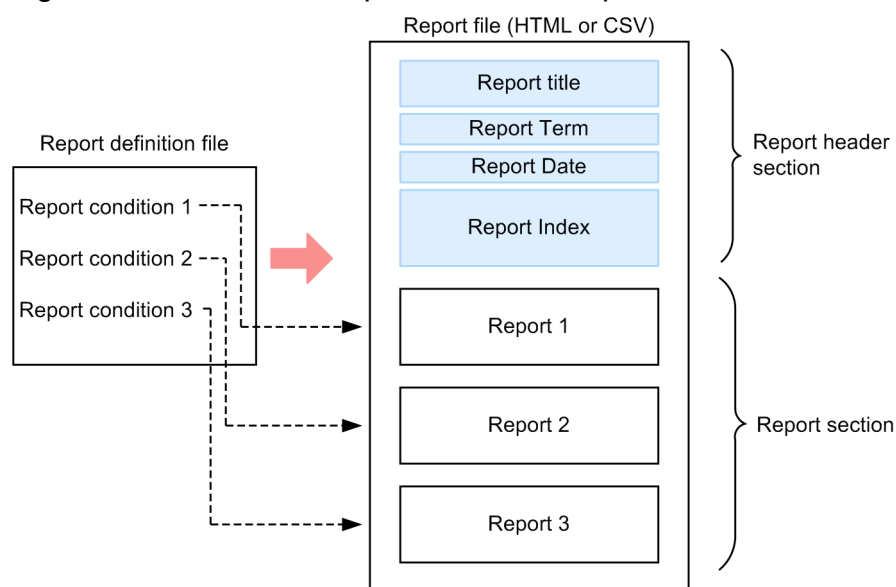 Report file (HTML or CSV)
Report title
Report Term
Report Date
Report Index
Report header
section
Report definition file
Report condition 1
Report condition 2
Report condition 3
Report 1
Report 2
Report 3
Report section